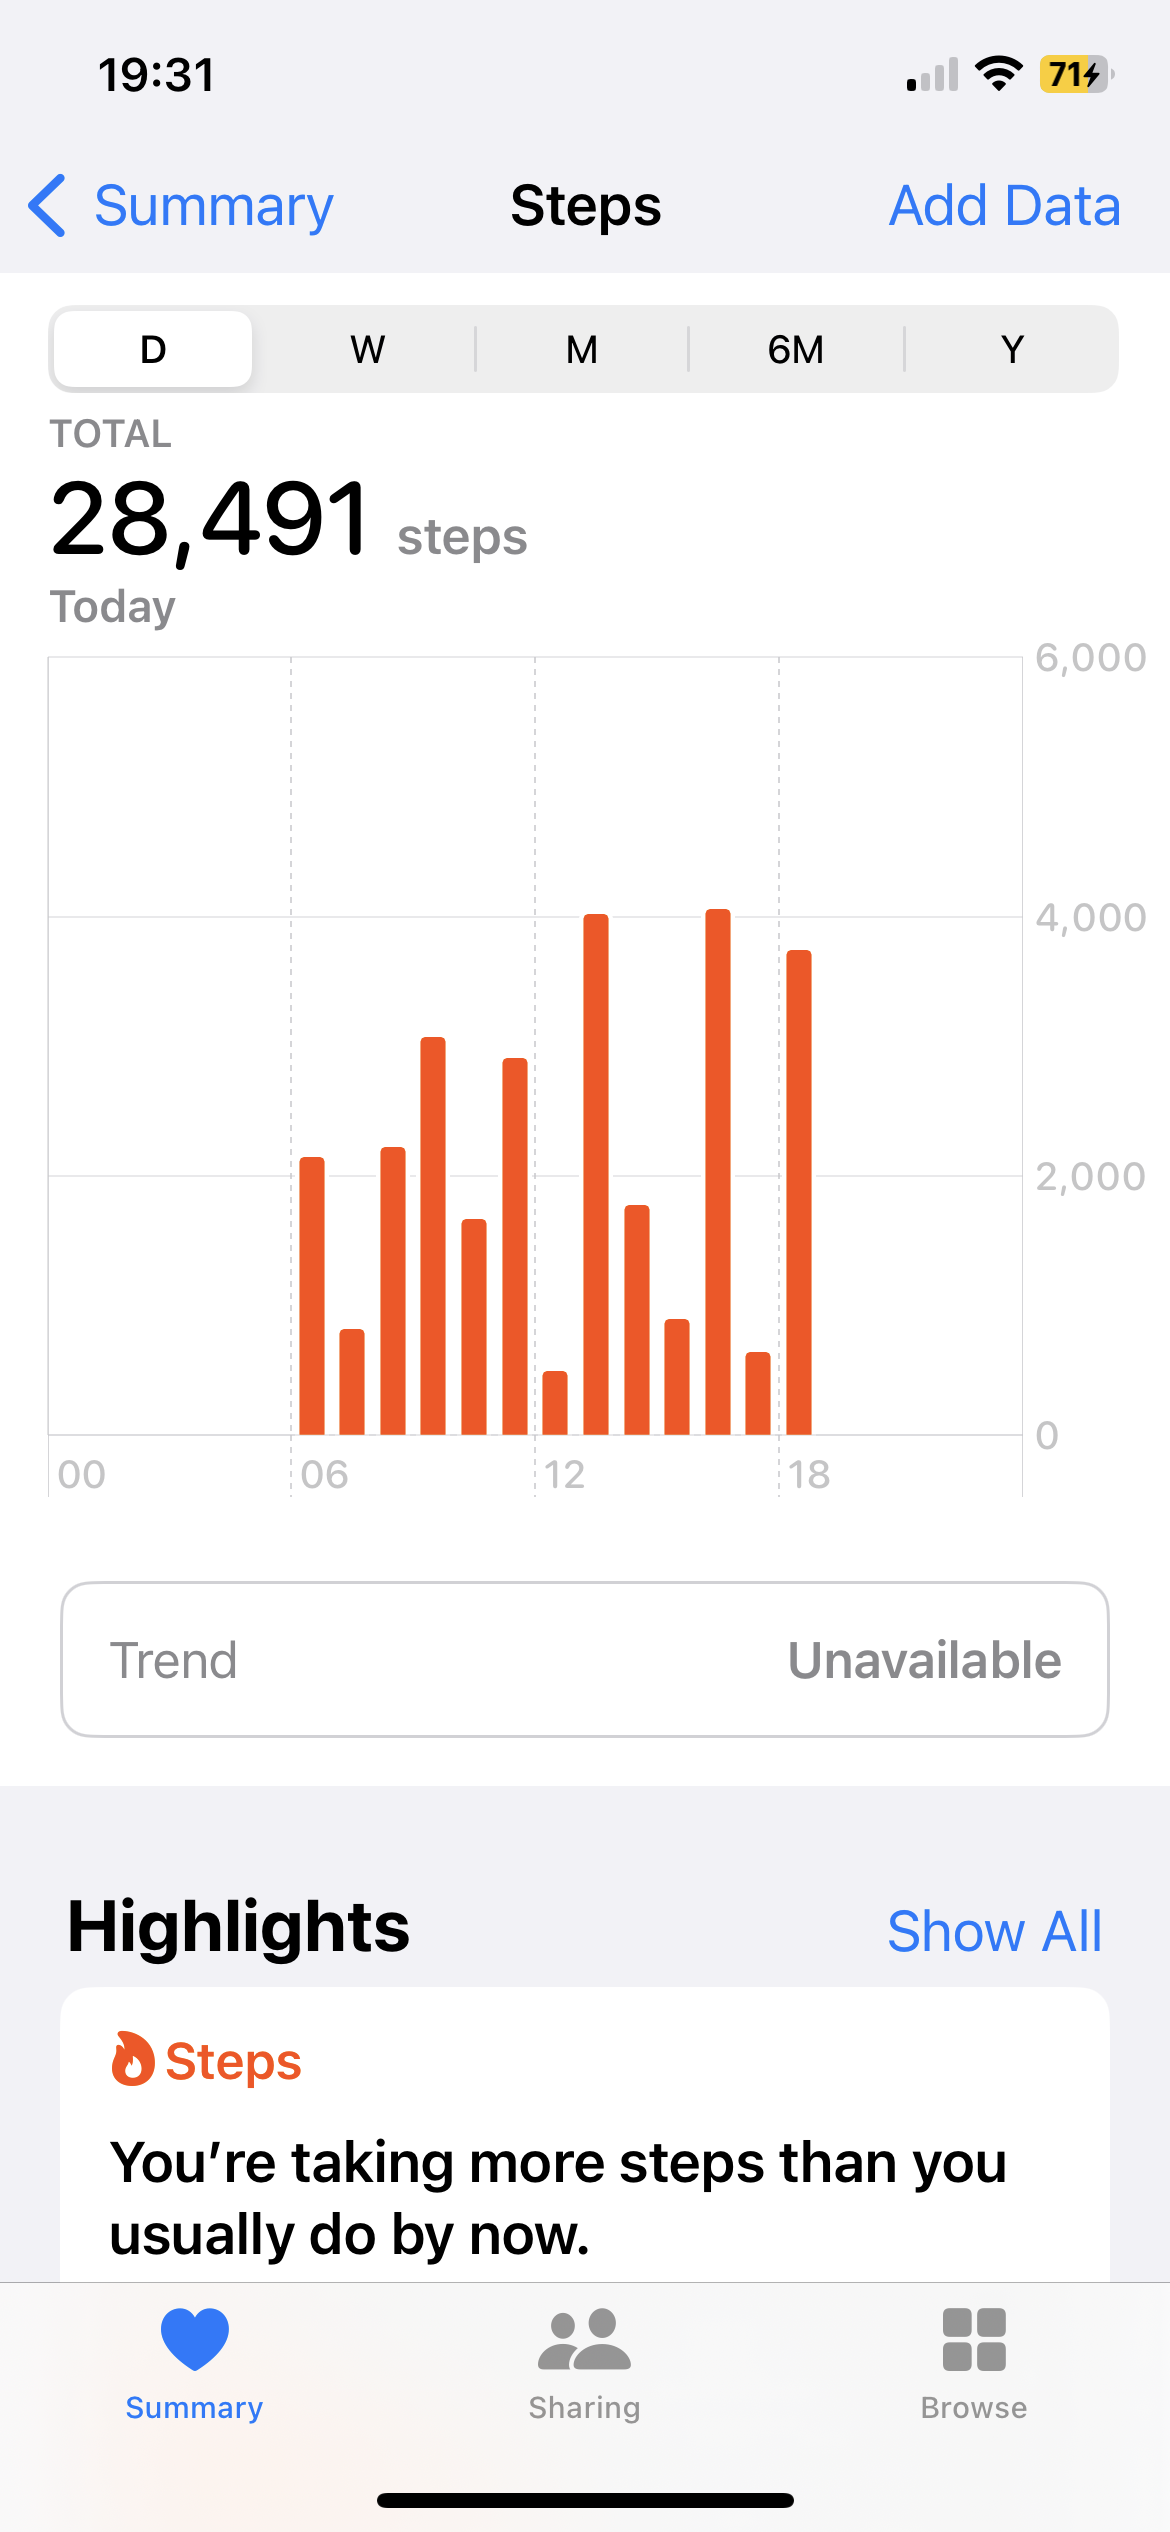 19:31
71
Summary
Steps
Add Data
D W M 6M Y
TOTAL
28,491 steps
Today
6,000
4,000
2,000
0
00 06 12 18
Trend
Unavailable
Highlights
Show All
Steps
You’re taking more steps than you
usually do by now.
Summary
Sharing
Browse